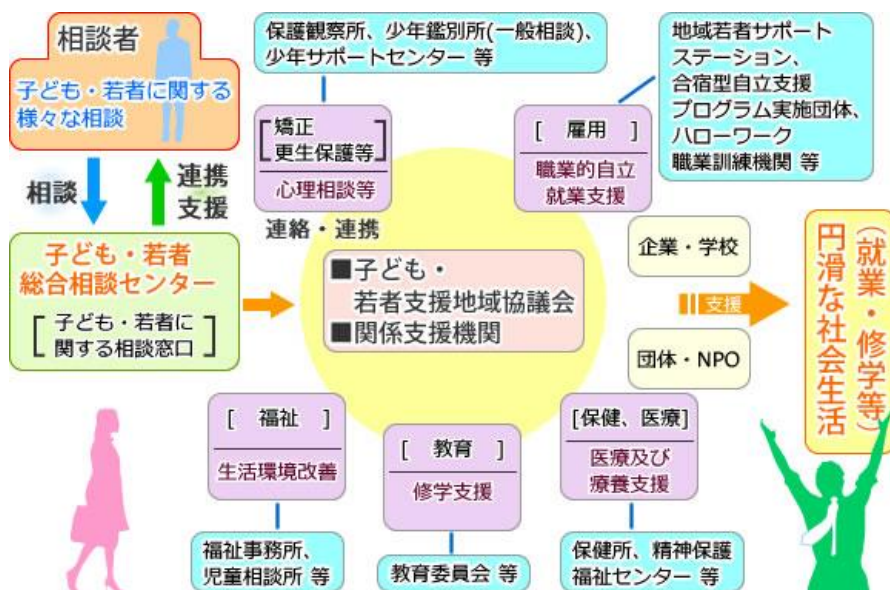 相談者
子ども・若者に関する
様々な相談
相談
連携
支援
子ども・若者
総合相談センター
[子ども・若者に
関する相談窓口]
保護観察所、少年鑑別所(一般相談)、
少年サポートセンター 等
[矯正
更生保護等]
心理相談等
連絡・連携
[ 雇用 ]
職業的自立
就業支援
地域若者サポート
ステーション、
合宿型自立支援
プログラム実施団体、
ハローワーク
職業訓練機関 等
■子ども・
若者支援地域協議会
■関係支援機関
企業・学校
団体・NPO
支援
(就業・修学等)
円滑な社会生活
[ 福祉 ]
生活環境改善
福祉事務所、
児童相談所 等
[ 教育 ]
修学支援
教育委員会 等
[保健、医療]
医療及び
療養支援
保健所、精神保護
福祉センター 等